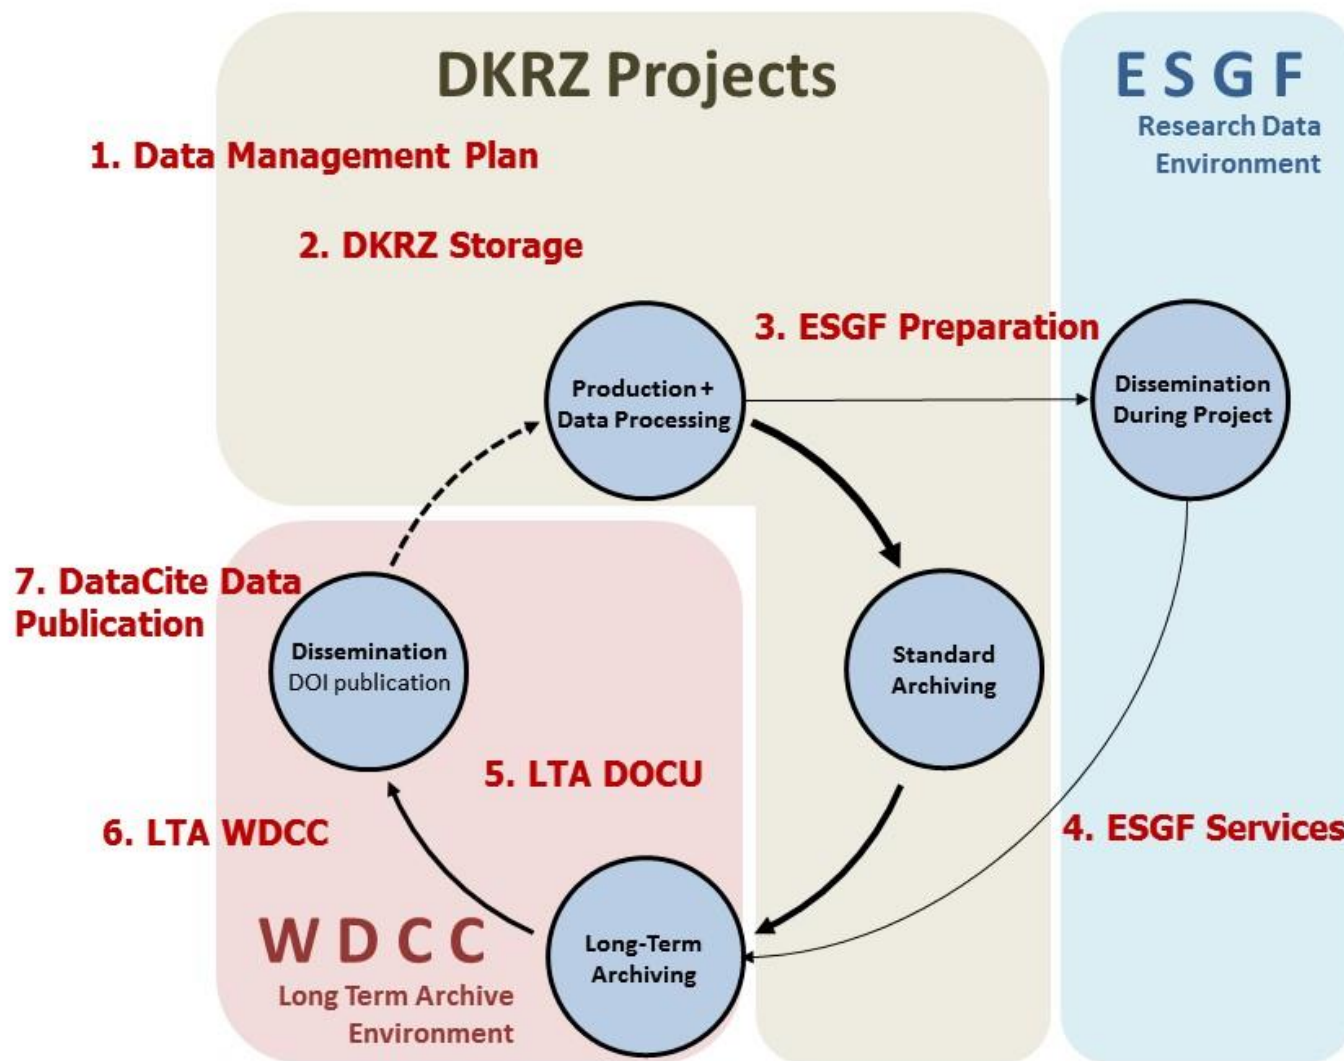 DKRZ Projects
E S G F
Research Data
Environment
1. Data Management Plan
2. DKRZ Storage
3. ESGF Preparation
Production +
Data Processing
Dissemination
During Project
7. DataCite Data
Publication
Dissemination
DOI publication
Standard
Archiving
5. LTA DOCU
6. LTA WDCC
4. ESGF Services
W D C C
Long Term Archive
Environment
Long-Term
Archiving